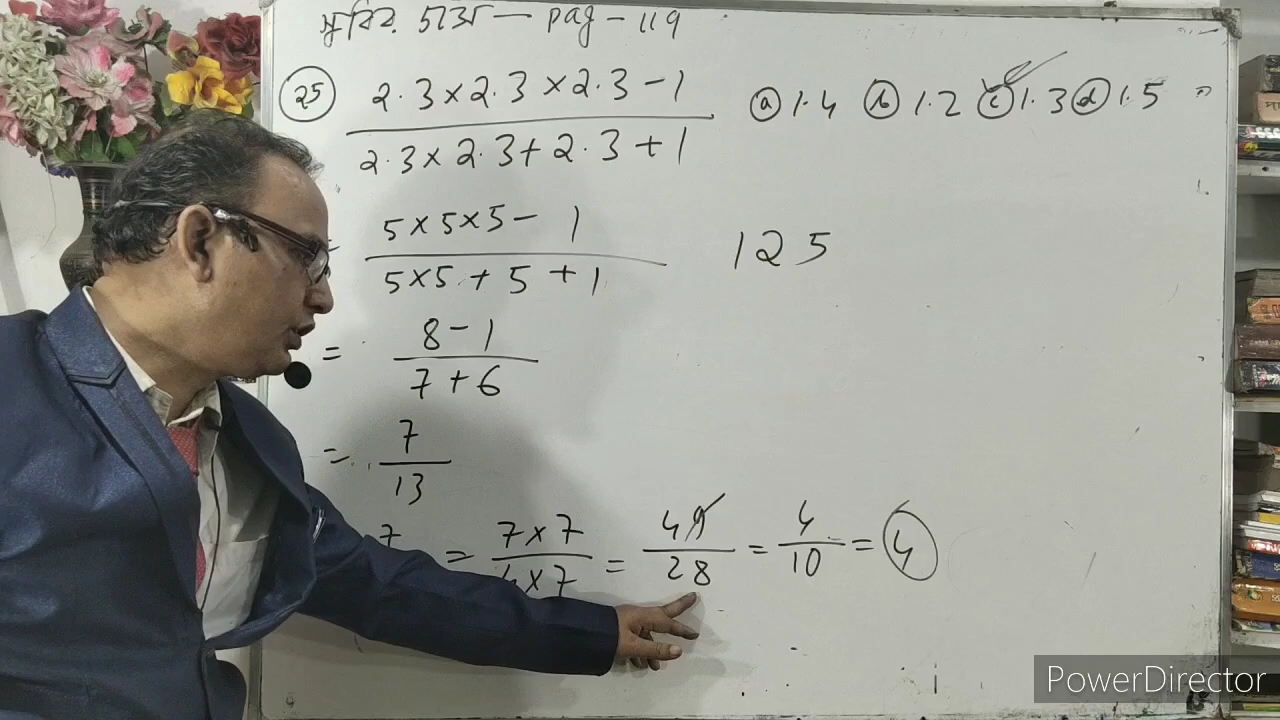 5735 - pag - 119
25 2.3×2.3×2.3-1 / 2.3×2.3+2.3+1 a 1.4 b 1.2 c 1.3 d 1.5
= 5×5×5-1 / 5×5+5+1 125
= 8-1 / 7+6
= 7 / 13
7 = 7×7 / 4×7 = 49 / 28 = 4 / 10 = 4
PowerDirector